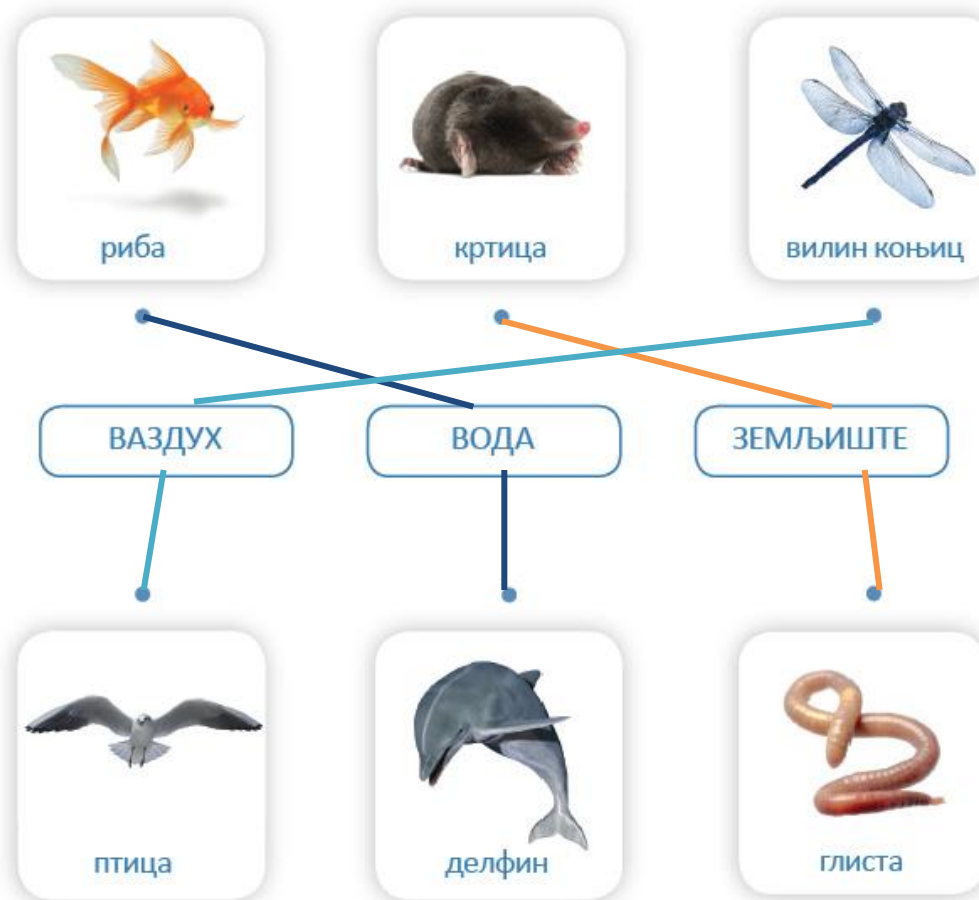 риба
кртица
вилин коњиц
ВАЗДУХ
ВОДА
ЗЕМЉИШТЕ
птица
делфин
глиста